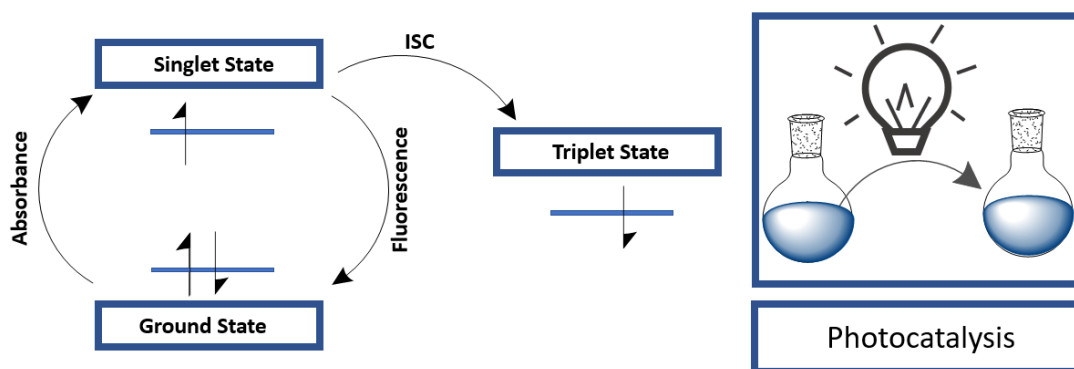 ISC
Singlet State
Absorbance
Fluorescence
Triplet State
Ground State
Photocatalysis